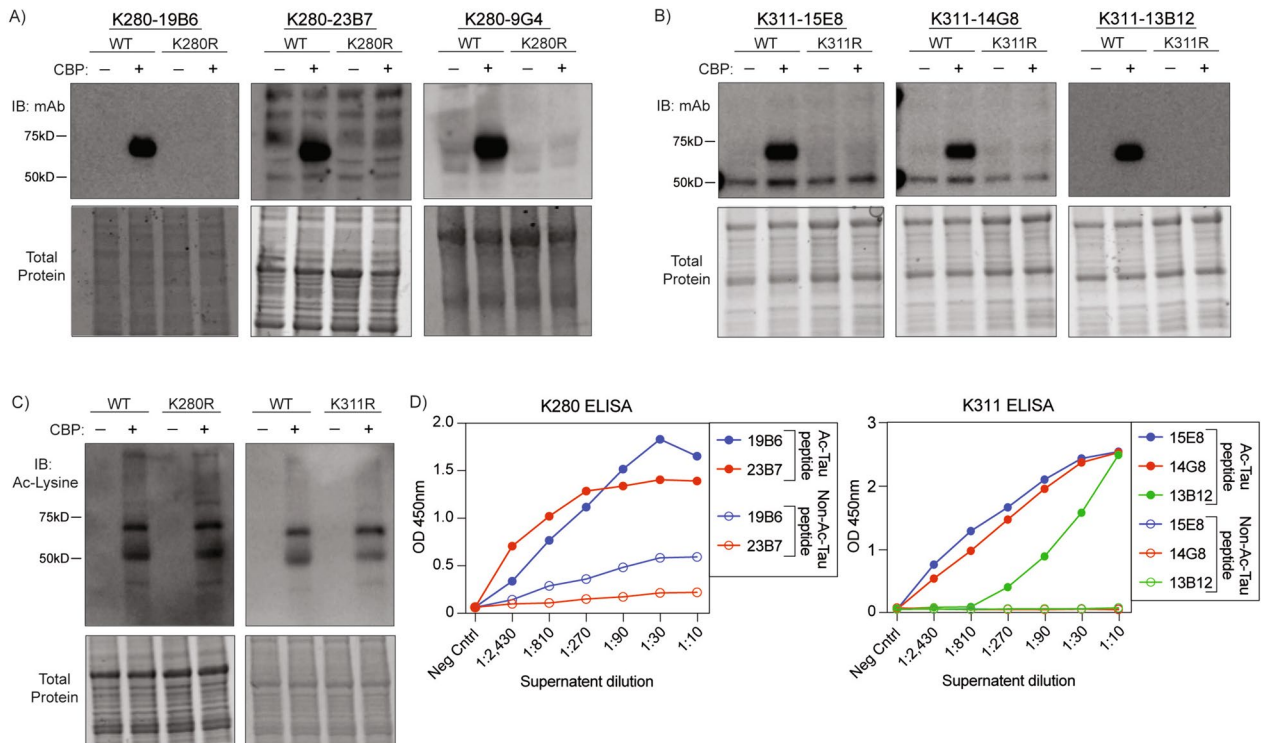 A)
K280-19B6 K280-23B7 K280-9G4
WT K280R WT K280R WT K280R
CBP: – + – + – + – + – + – +
IB: mAb
75kD
50kD
Total
Protein
B)
K311-15E8 K311-14G8 K311-13B12
WT K311R WT K311R WT K311R
CBP: – + – + – + – + – + – +
IB: mAb
75kD
50kD
Total
Protein
C)
WT K280R WT K311R
CBP: – + – + – + – +
IB:
Ac-Lysine
75kD
50kD
Total
Protein
D)
K280 ELISA
OD 450nm
2.0
1.5
1.0
0.5
0.0
Neg Cntrl
1:2,430
1:810
1:270
1:90
1:30
1:10
Supernatent dilution
19B6
23B7
Ac-Tau
peptide
19B6
23B7
Non-Ac-Tau
peptide
K311 ELISA
OD 450nm
3
2
1
0
Neg Cntrl
1:2,430
1:810
1:270
1:90
1:30
1:10
Supernatent dilution
15E8
14G8
13B12
Ac-Tau
peptide
15E8
14G8
13B12
Non-Ac-Tau
peptide